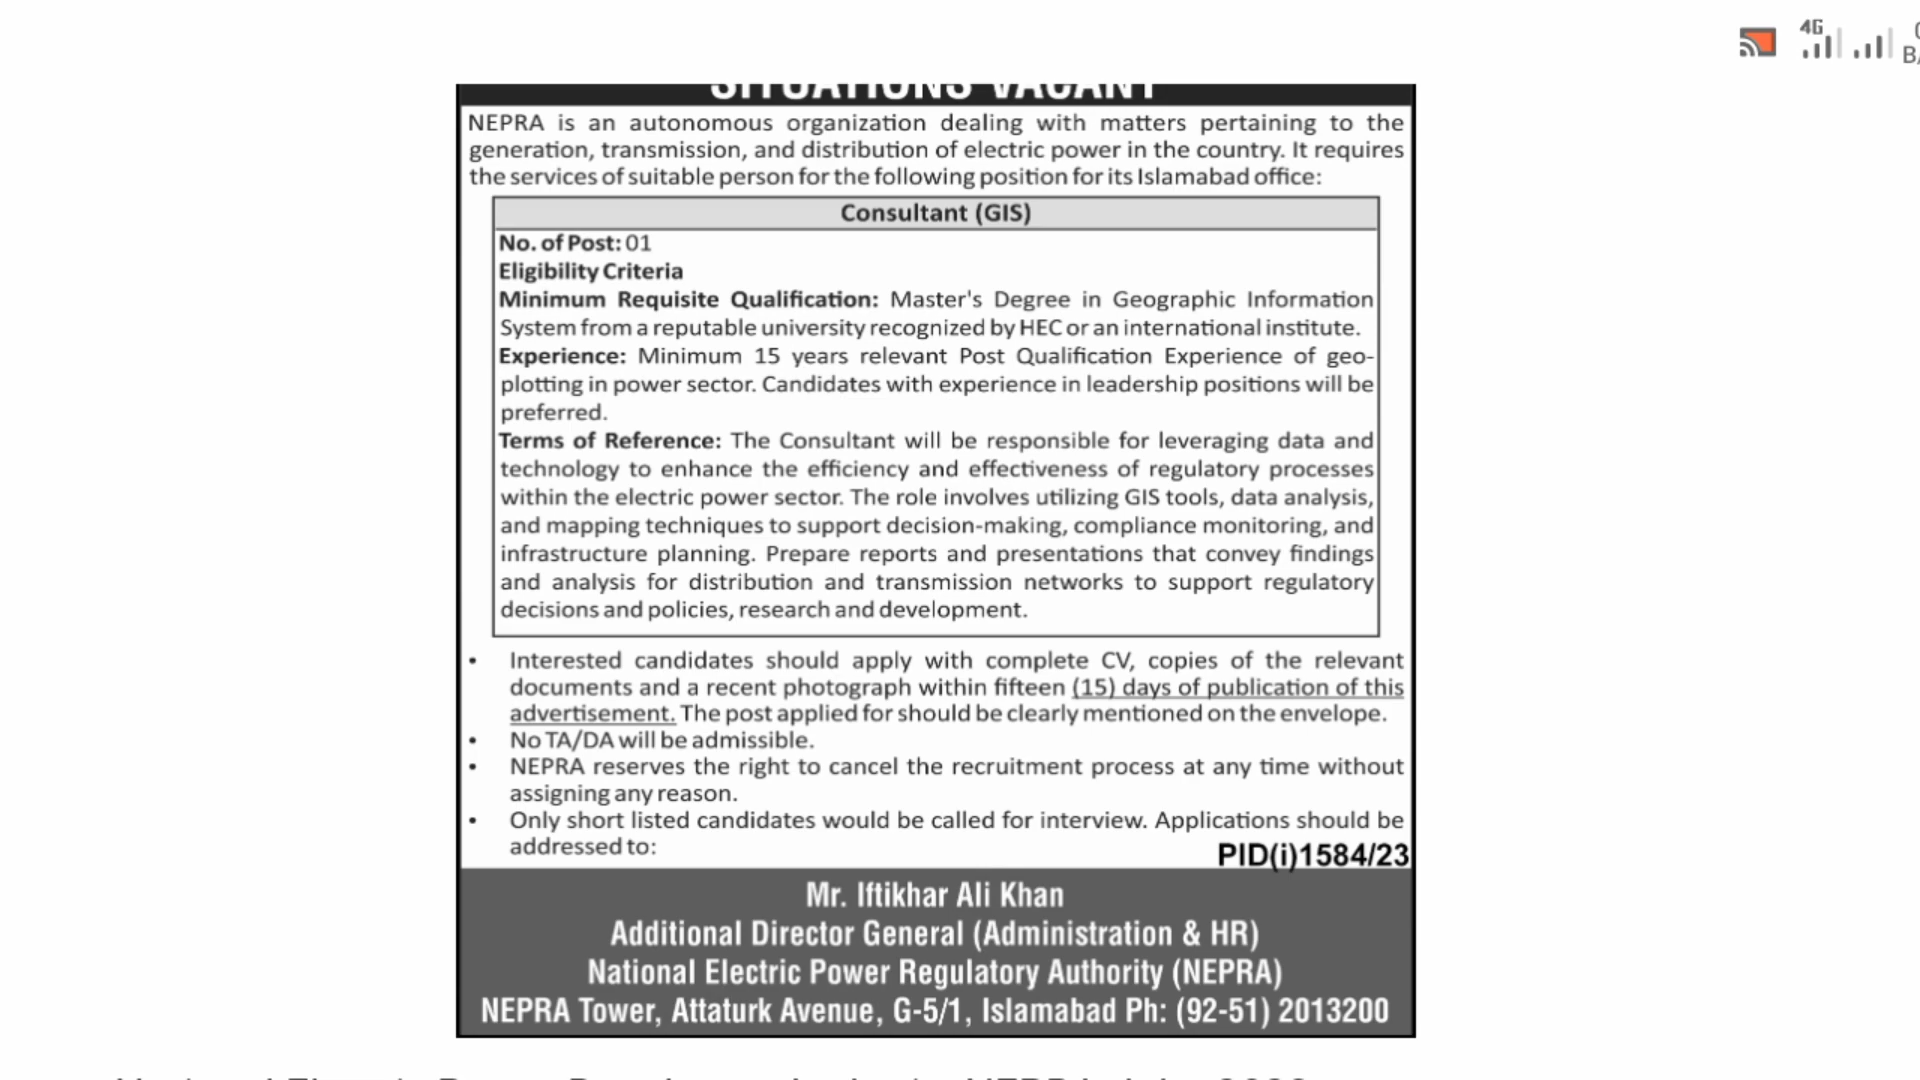 4G
SITUATIONS VACANT
NEPRA is an autonomous organization dealing with matters pertaining to the
generation, transmission, and distribution of electric power in the country. It requires
the services of suitable person for the following position for its Islamabad office:
Consultant (GIS)
No. of Post: 01
Eligibility Criteria
Minimum Requisite Qualification: Master's Degree in Geographic Information
System from a reputable university recognized by HEC or an international institute.
Experience: Minimum 15 years relevant Post Qualification Experience of geo-
plotting in power sector. Candidates with experience in leadership positions will be
preferred.
Terms of Reference: The Consultant will be responsible for leveraging data and
technology to enhance the efficiency and effectiveness of regulatory processes
within the electric power sector. The role involves utilizing GIS tools, data analysis,
and mapping techniques to support decision-making, compliance monitoring, and
infrastructure planning. Prepare reports and presentations that convey findings
and analysis for distribution and transmission networks to support regulatory
decisions and policies, research and development.
• Interested candidates should apply with complete CV, copies of the relevant
documents and a recent photograph within fifteen (15) days of publication of this
advertisement. The post applied for should be clearly mentioned on the envelope.
• No TA/DA will be admissible.
• NEPRA reserves the right to cancel the recruitment process at any time without
assigning any reason.
• Only short listed candidates would be called for interview. Applications should be
addressed to:
PID(i)1584/23
Mr. Iftikhar Ali Khan
Additional Director General (Administration & HR)
National Electric Power Regulatory Authority (NEPRA)
NEPRA Tower, Attaturk Avenue, G-5/1, Islamabad Ph: (92-51) 2013200